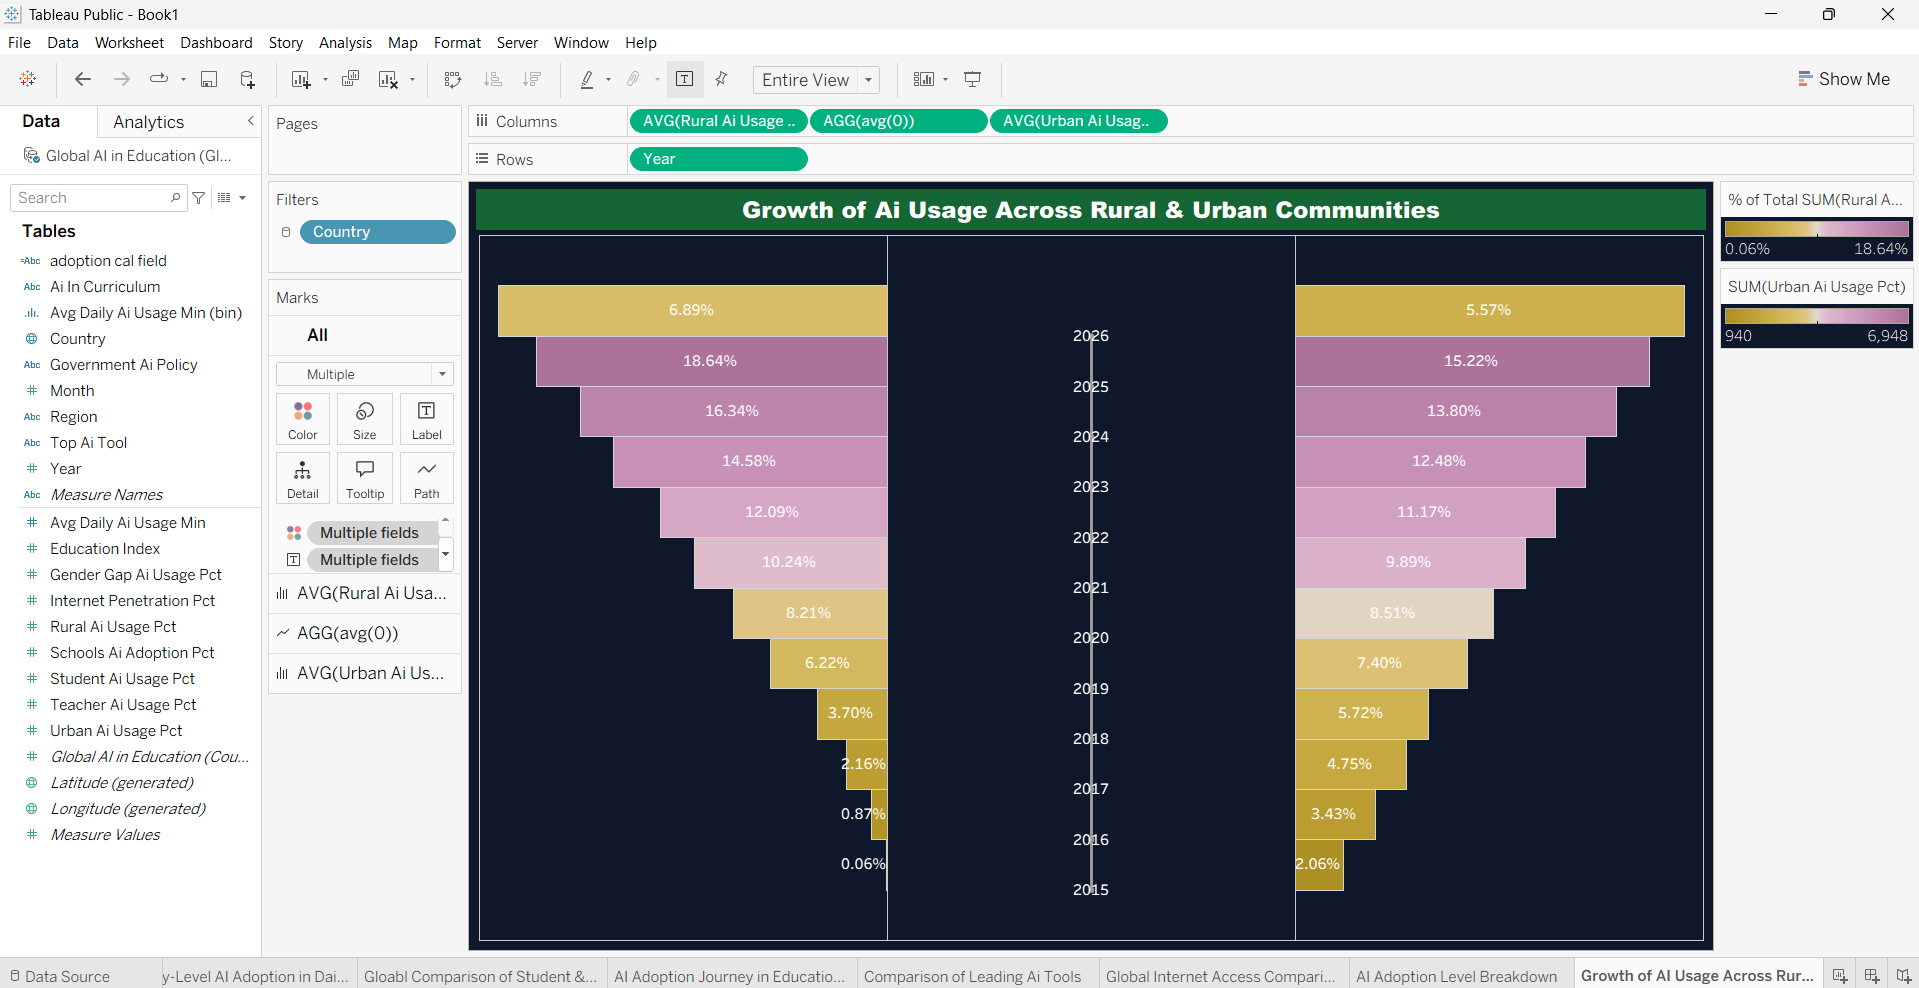 Tableau Public - Book1
File Data Worksheet Dashboard Story Analysis Map Format Server Window Help
Entire View
Show Me
Data
Analytics
Global AI in Education (Gl...
Search
Tables
=Abc adoption cal field
Abc Ai In Curriculum
Avg Daily Ai Usage Min (bin)
Country
Abc Government Ai Policy
# Month
Abc Region
Abc Top Ai Tool
# Year
Abc Measure Names
# Avg Daily Ai Usage Min
# Education Index
# Gender Gap Ai Usage Pct
# Internet Penetration Pct
# Rural Ai Usage Pct
# Schools Ai Adoption Pct
# Student Ai Usage Pct
# Teacher Ai Usage Pct
# Urban Ai Usage Pct
# Global AI in Education (Cou...
Latitude (generated)
Longitude (generated)
# Measure Values
Pages
Filters
Country
Marks
All
Multiple
Color Size Label
Detail Tooltip Path
Multiple fields
Multiple fields
AVG(Rural Ai Usa...
AGG(avg(0))
AVG(Urban Ai Us...
Columns AVG(Rural Ai Usage .. AGG(avg(0)) AVG(Urban Ai Usag..
Rows Year
Growth of Ai Usage Across Rural & Urban Communities
6.89% 5.57%
2026
18.64% 15.22%
2025
16.34% 13.80%
2024
14.58% 12.48%
2023
12.09% 11.17%
2022
10.24% 9.89%
2021
8.21% 8.51%
2020
6.22% 7.40%
2019
3.70% 5.72%
2018
2.16% 4.75%
2017
0.87% 3.43%
2016
0.06% 2.06%
2015
% of Total SUM(Rural A...
0.06% 18.64%
SUM(Urban Ai Usage Pct)
940 6,948
Data Source
y-Level AI Adoption in Dai...
Gloabl Comparison of Student &...
AI Adoption Journey in Educatio...
Comparison of Leading Ai Tools
Global Internet Access Compari...
AI Adoption Level Breakdown
Growth of AI Usage Across Rur...